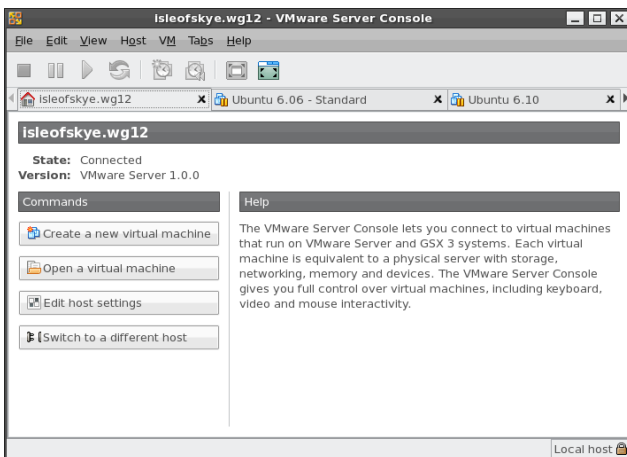 isleofskye.wg12 - VMware Server Console
File Edit View Host VM Tabs Help
isleofskye.wg12 Ubuntu 6.06 - Standard Ubuntu 6.10
isleofskye.wg12
State: Connected
Version: VMware Server 1.0.0
Commands
Create a new virtual machine
Open a virtual machine
Edit host settings
Switch to a different host
Help
The VMware Server Console lets you connect to virtual machines
that run on VMware Server and GSX 3 systems. Each virtual
machine is equivalent to a physical server with storage,
networking, memory and devices. The VMware Server Console
gives you full control over virtual machines, including keyboard,
video and mouse interactivity.
Local host